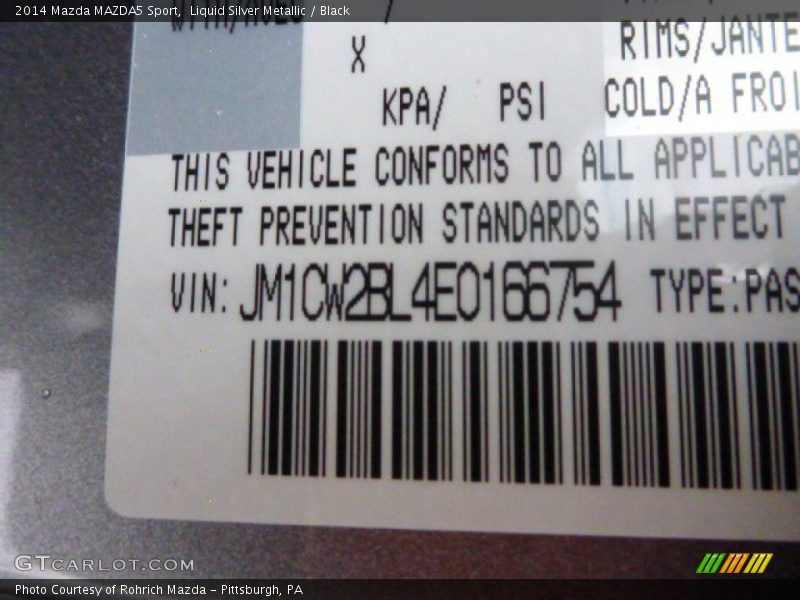 2014 Mazda MAZDA5 Sport, Liquid Silver Metallic / Black
RIMS/JANTE
X
KPA/ PSI COLD/A FROI
THIS VEHICLE CONFORMS TO ALL APPLICAB
THEFT PREVENTION STANDARDS IN EFFECT
VIN: JM1CW2BL4E0166754 TYPE:PAS
GTCARLOT.COM
Photo Courtesy of Rohrich Mazda - Pittsburgh, PA